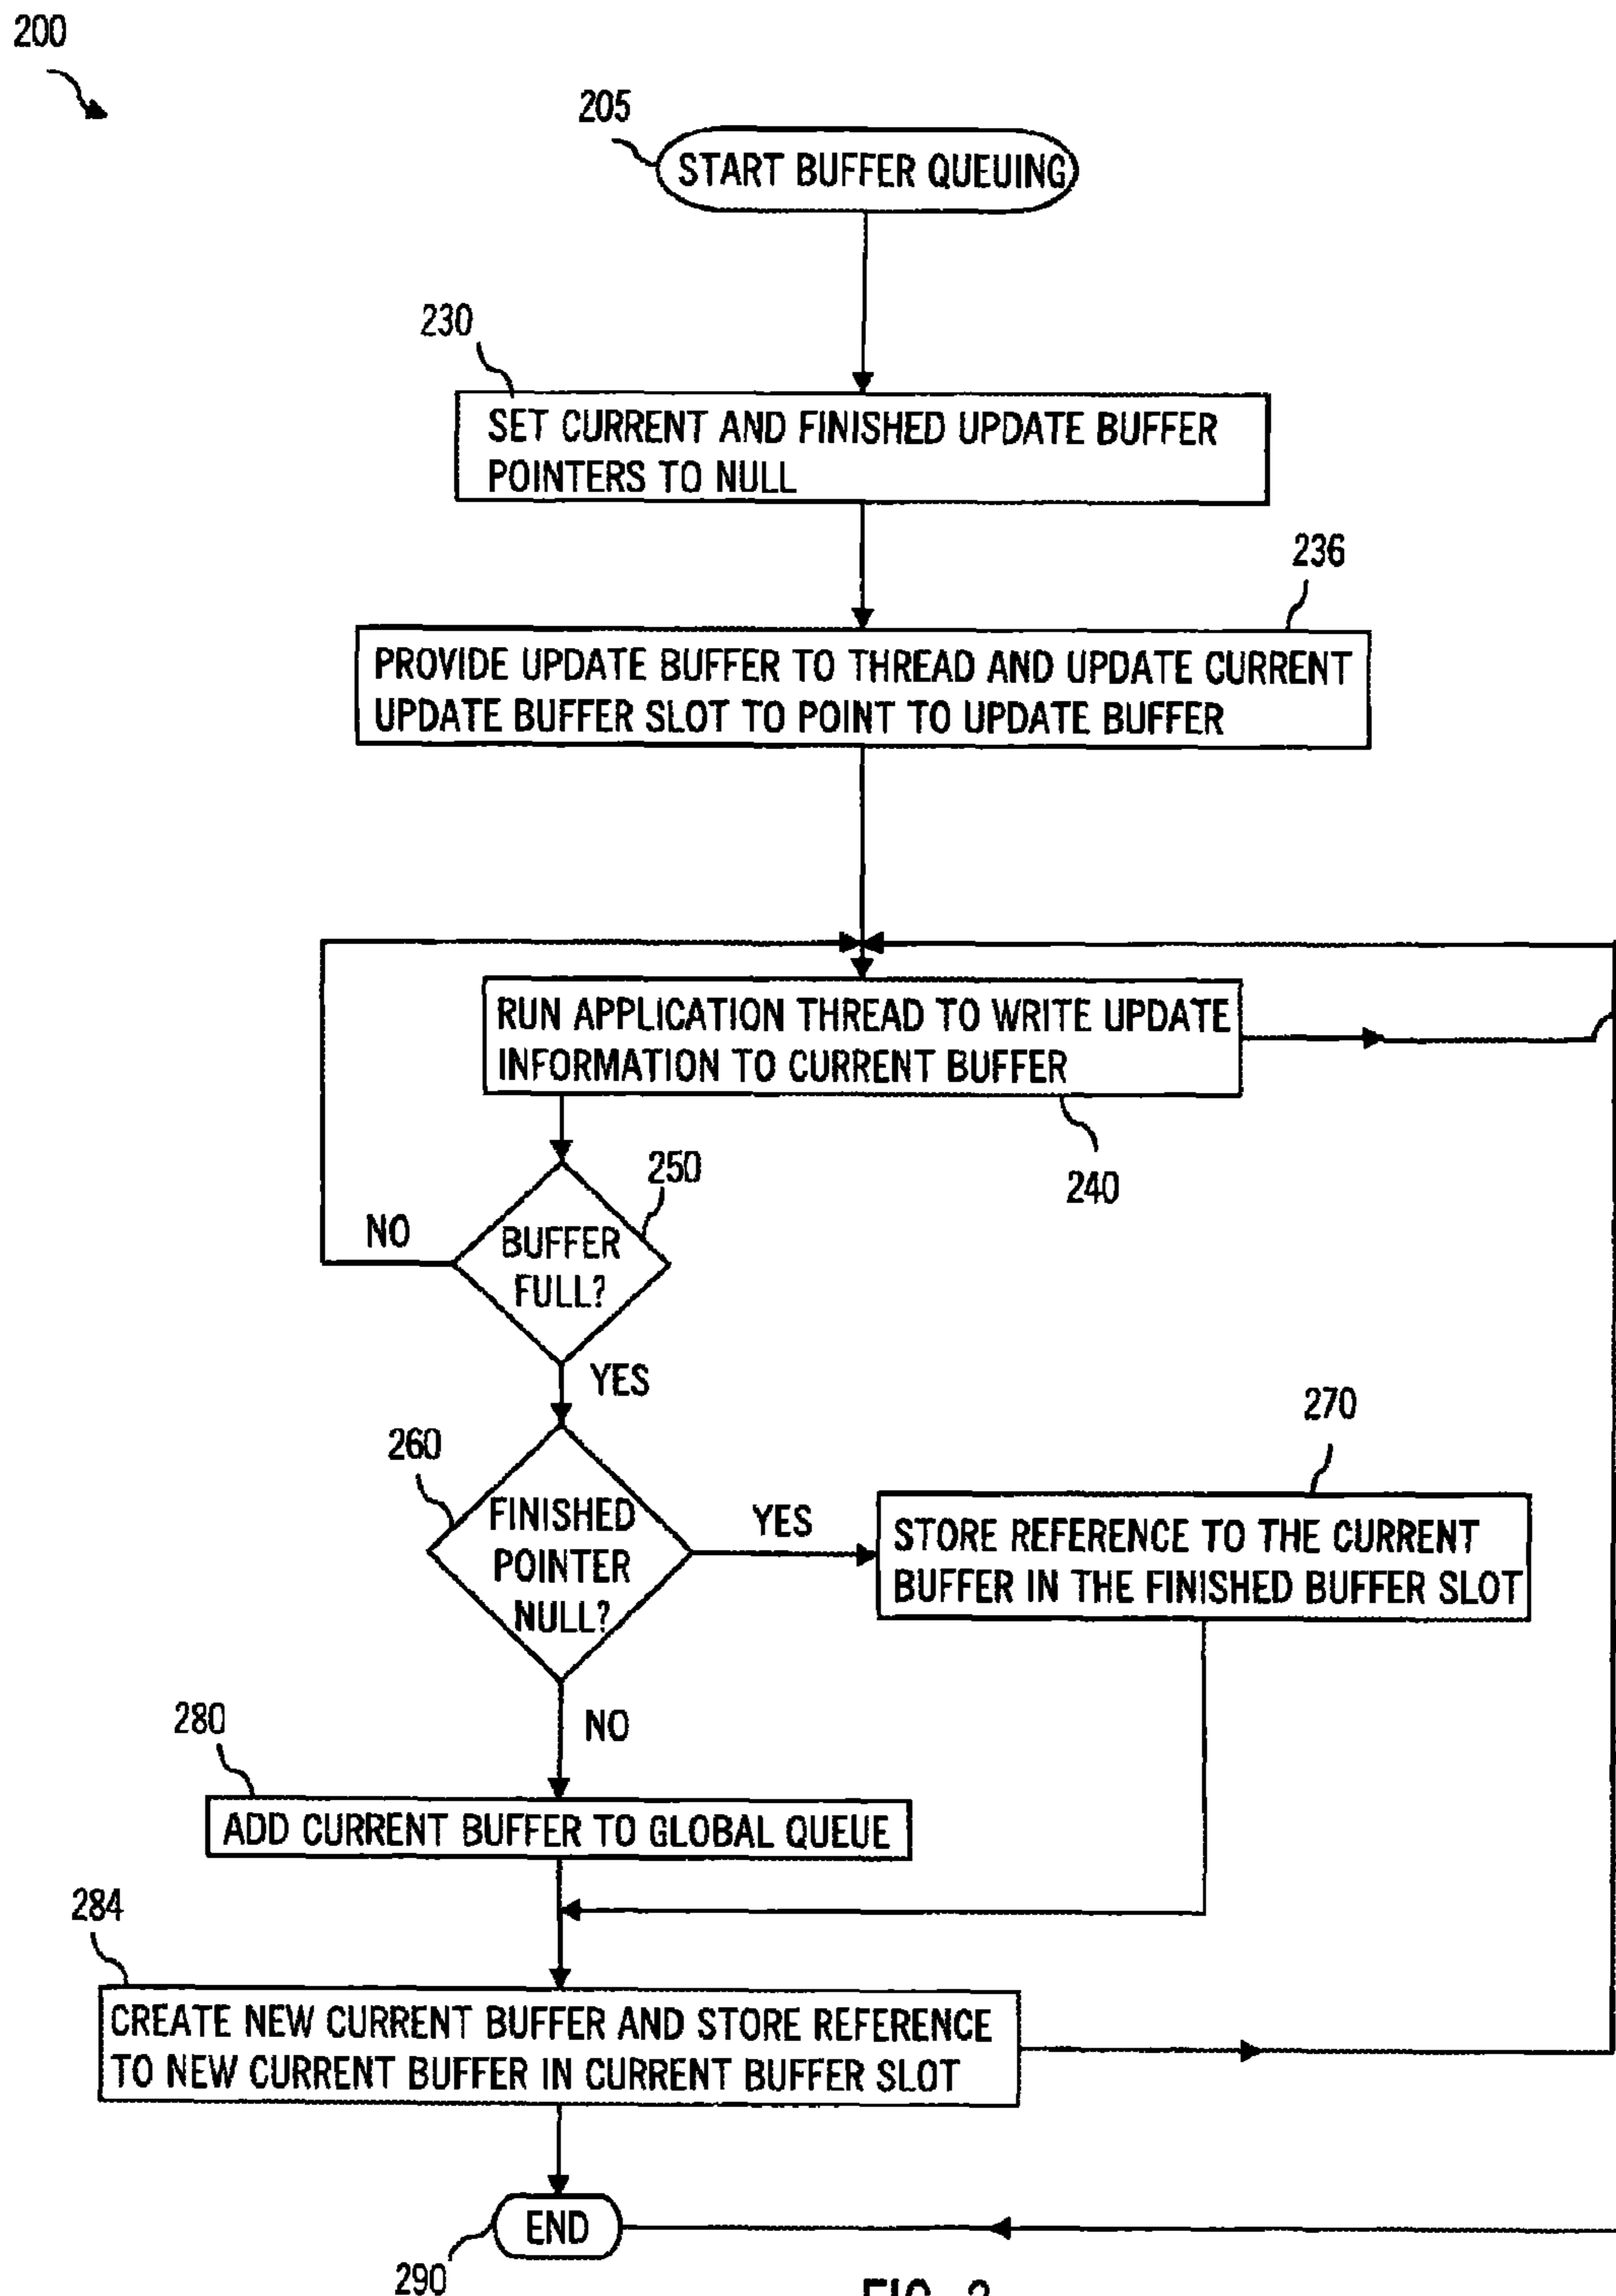 200
205
START BUFFER QUEUING
230
SET CURRENT AND FINISHED UPDATE BUFFER
POINTERS TO NULL
236
PROVIDE UPDATE BUFFER TO THREAD AND UPDATE CURRENT
UPDATE BUFFER SLOT TO POINT TO UPDATE BUFFER
RUN APPLICATION THREAD TO WRITE UPDATE
INFORMATION TO CURRENT BUFFER
240
250
BUFFER
FULL?
NO
YES
260
FINISHED
POINTER
NULL?
YES
270
STORE REFERENCE TO THE CURRENT
BUFFER IN THE FINISHED BUFFER SLOT
NO
280
ADD CURRENT BUFFER TO GLOBAL QUEUE
284
CREATE NEW CURRENT BUFFER AND STORE REFERENCE
TO NEW CURRENT BUFFER IN CURRENT BUFFER SLOT
END
290